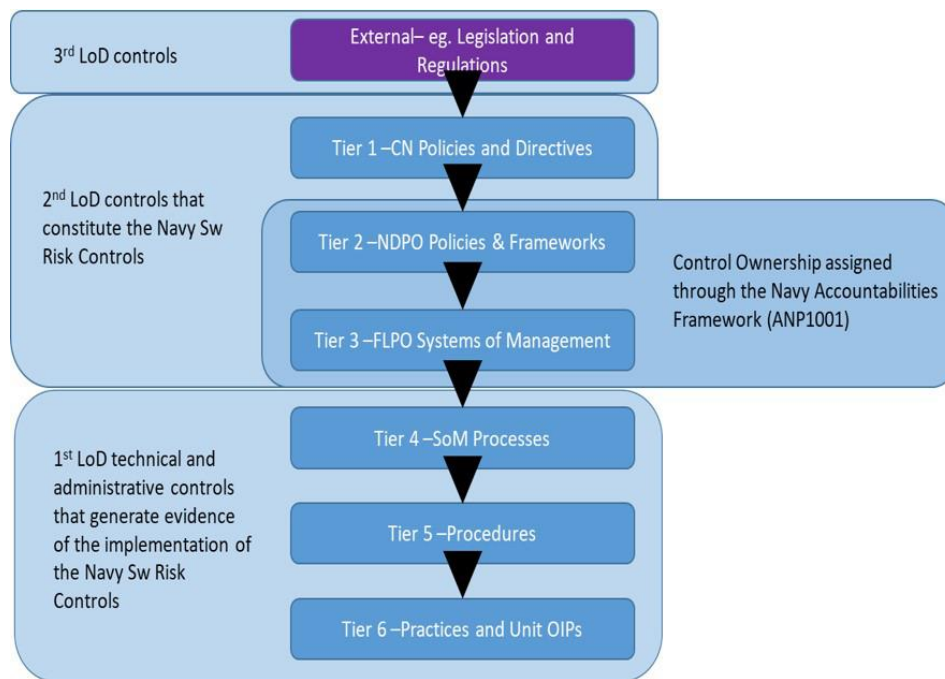 3rd LoD controls
External– eg. Legislation and
Regulations
Tier 1 –CN Policies and Directives
2nd LoD controls that
constitute the Navy Sw
Risk Controls
Tier 2 –NDPO Policies & Frameworks
Tier 3 –FLPO Systems of Management
Control Ownership assigned
through the Navy Accountabilities
Framework (ANP1001)
1st LoD technical and
administrative controls
that generate evidence
of the implementation of
the Navy Sw Risk
Controls
Tier 4 –SoM Processes
Tier 5 –Procedures
Tier 6 –Practices and Unit OIPs